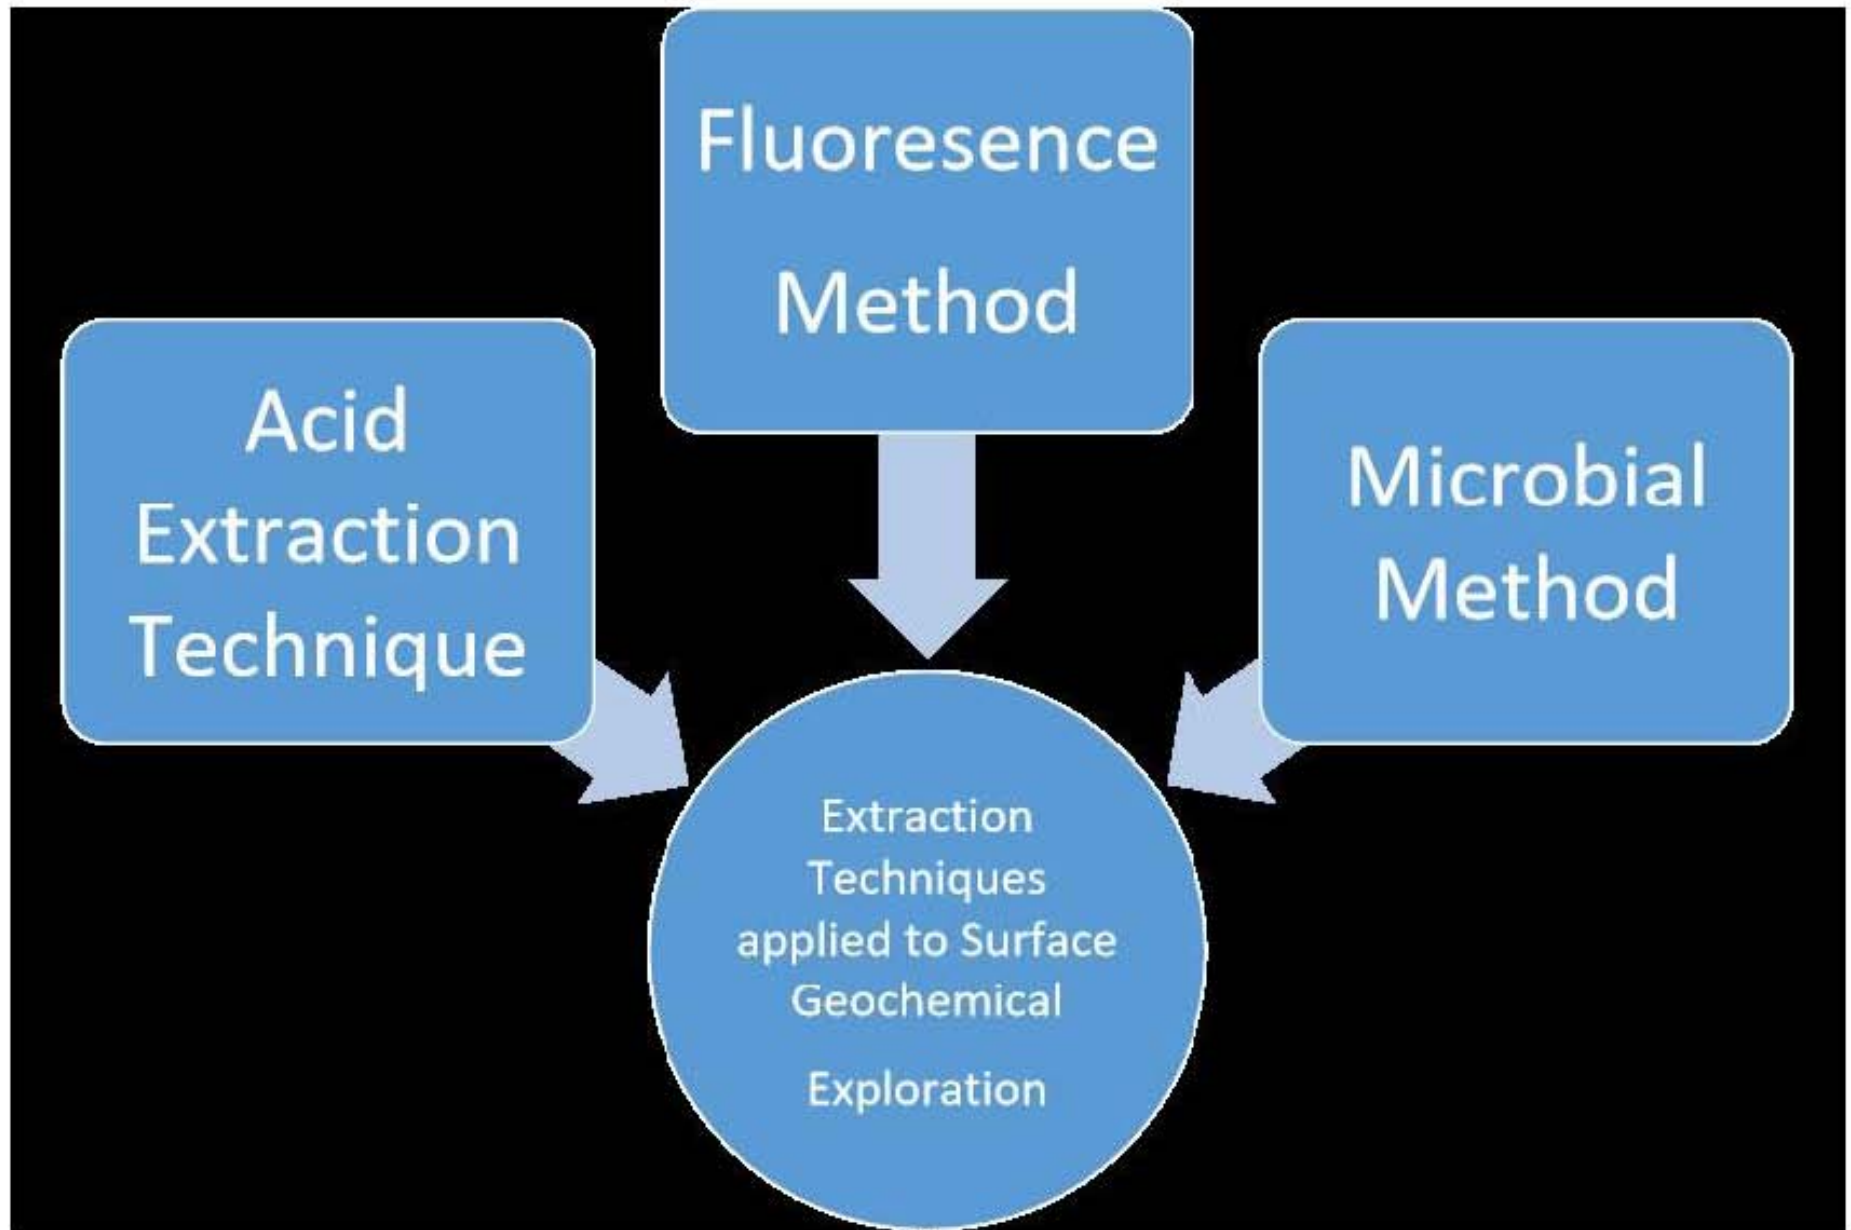 Fluoresence
Method
Acid
Extraction
Technique
Microbial
Method
Extraction
Techniques
applied to Surface
Geochemical
Exploration